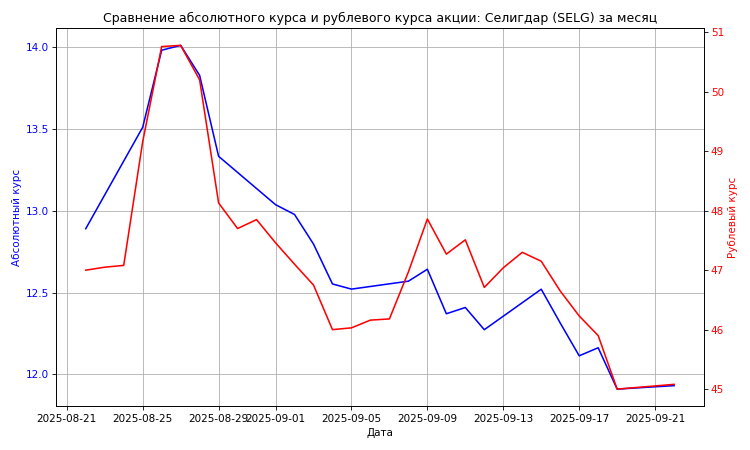 Сравнение абсолютного курса и рублевого курса акции: Селигдар (SELG) за месяц
14.0
13.5
13.0
12.5
12.0
Абсолютный курс
51
50
49
48
47
46
45
Рублевый курс
2025-08-21 2025-08-25 2025-08-29 2025-09-01 2025-09-05 2025-09-09 2025-09-13 2025-09-17 2025-09-21
Дата